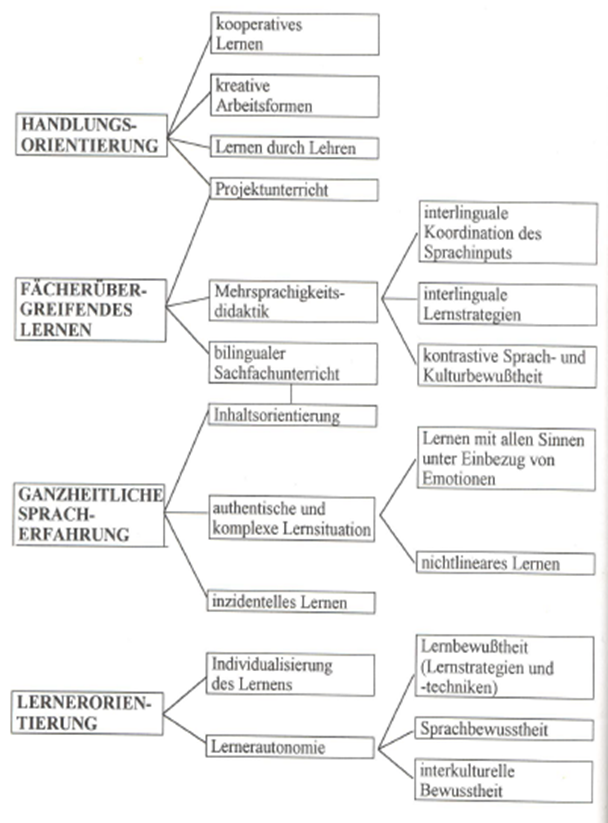 kooperatives
Lernen
kreative
Arbeitsformen
HANDLUNGS-
ORIENTIERUNG
Lernen durch Lehren
Projektunterricht
interlinguale
Koordination des
Sprachinputs
FÄCHERÜBER-
GREIFENDES
LERNEN
Mehrsprachigkeits-
didaktik
interlinguale
Lernstrategien
bilingualer
Sachfachunterricht
kontrastive Sprach- und
Kulturbewußtheit
Inhaltsorientierung
Lernen mit allen Sinnen
unter Einbezug von
Emotionen
GANZHEITLICHE
SPRACH-
ERFAHRUNG
authentische und
komplexe Lernsituation
nichtlineares Lernen
inzidentelles Lernen
Individualisierung
des Lernens
Lernbewußtheit
(Lernstrategien und
-techniken)
LERNERORIEN-
TIERUNG
Lernerautonomie
Sprachbewusstheit
interkulturelle
Bewusstheit